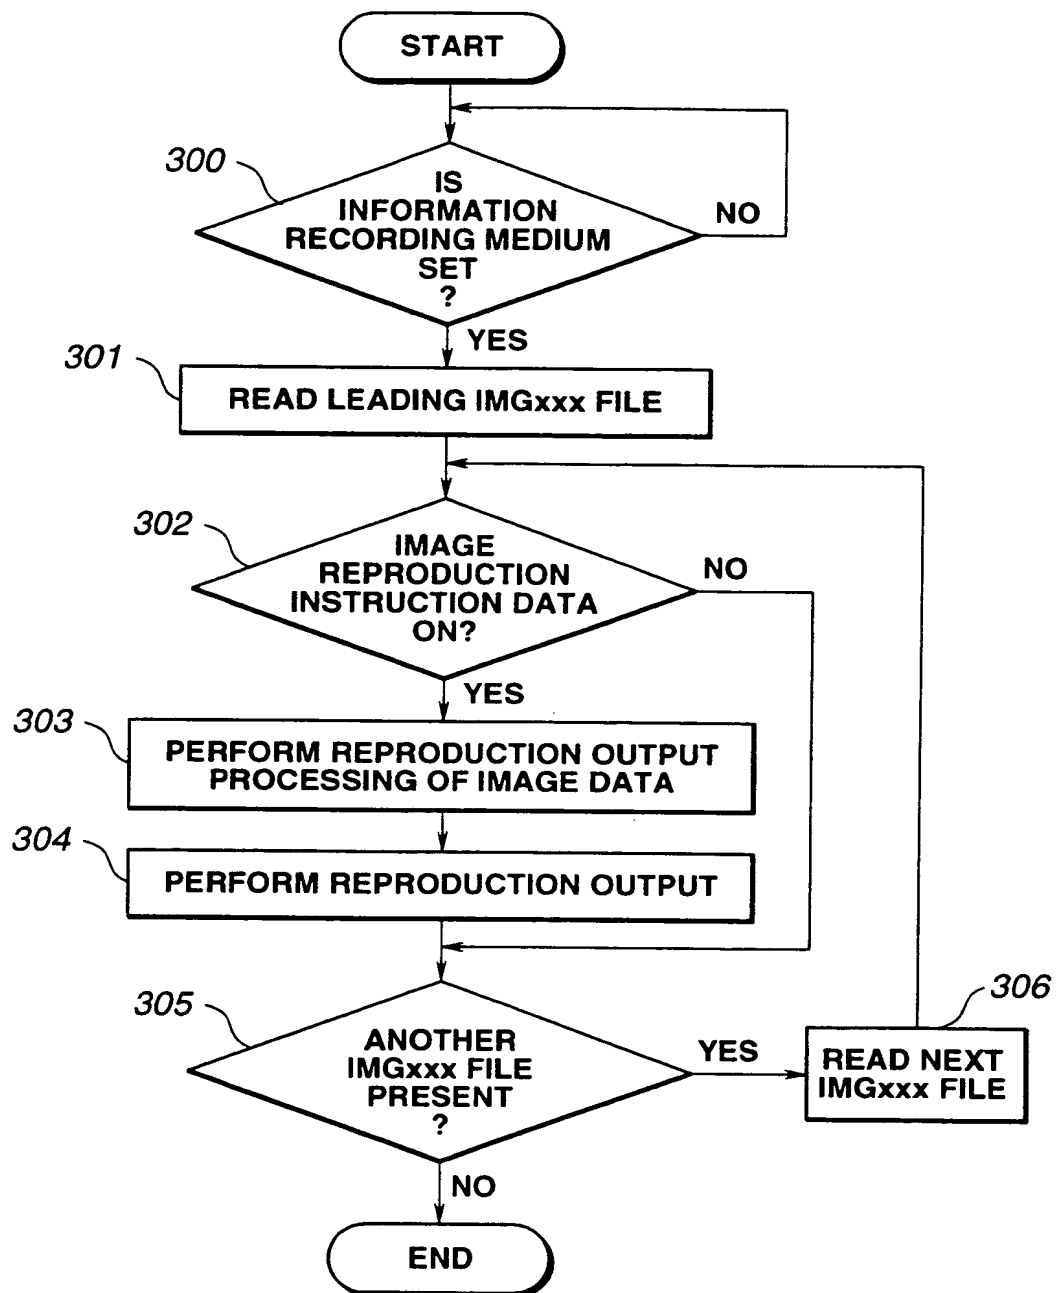 START
300
IS
INFORMATION
RECORDING MEDIUM
SET
?
NO
YES
301
READ LEADING IMGxxx FILE
302
IMAGE
REPRODUCTION
INSTRUCTION DATA
ON?
NO
YES
303
PERFORM REPRODUCTION OUTPUT
PROCESSING OF IMAGE DATA
304
PERFORM REPRODUCTION OUTPUT
305
ANOTHER
IMGxxx FILE
PRESENT
?
YES
306
READ NEXT
IMGxxx FILE
NO
END